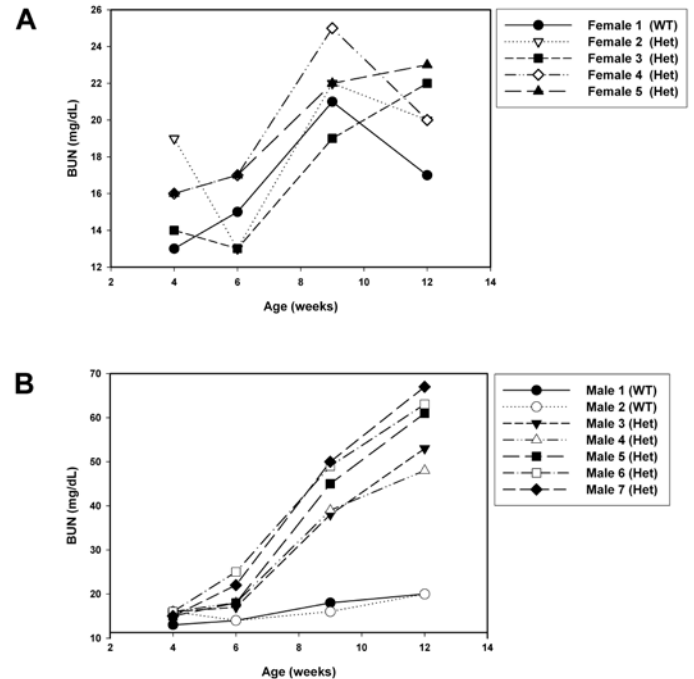 A
26
24
22
20
18
16
14
12
BUN (mg/dL)
2 4 6 8 10 12 14
Age (weeks)
Female 1 (WT)
Female 2 (Het)
Female 3 (Het)
Female 4 (Het)
Female 5 (Het)
B
70
60
50
40
30
20
10
BUN (mg/dL)
2 4 6 8 10 12 14
Age (weeks)
Male 1 (WT)
Male 2 (WT)
Male 3 (Het)
Male 4 (Het)
Male 5 (Het)
Male 6 (Het)
Male 7 (Het)